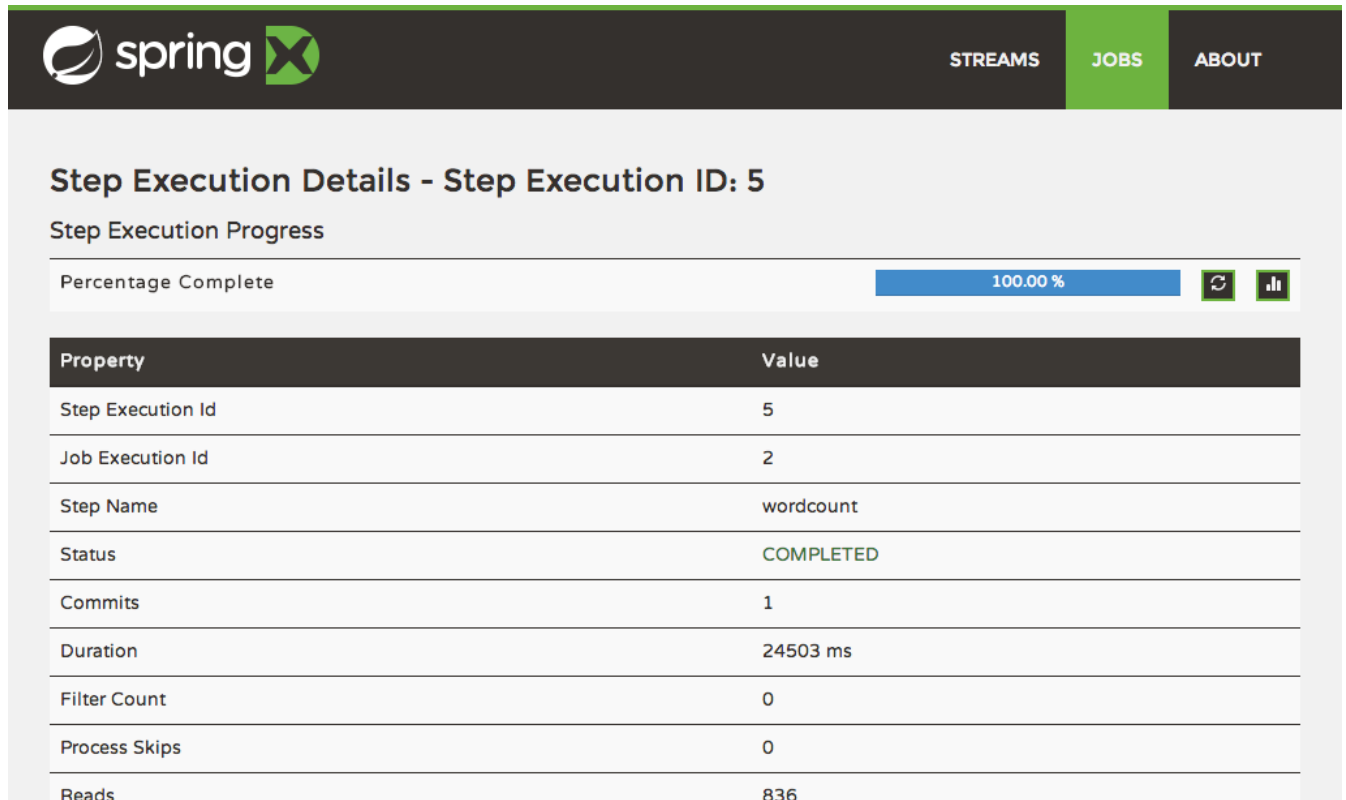 spring XD STREAMS JOBS ABOUT
Step Execution Details - Step Execution ID: 5
Step Execution Progress
Percentage Complete 100.00 %
Property Value
Step Execution Id 5
Job Execution Id 2
Step Name wordcount
Status COMPLETED
Commits 1
Duration 24503 ms
Filter Count 0
Process Skips 0
Reads 836